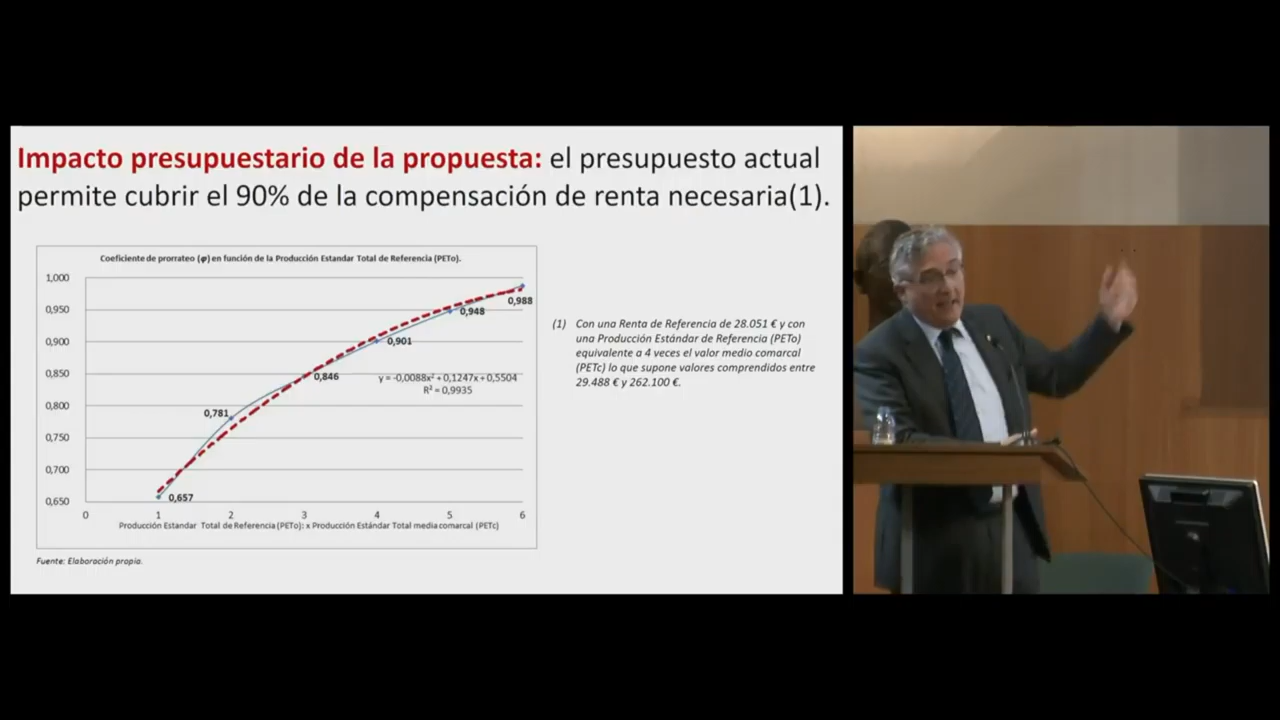 Impacto presupuestario de la propuesta: el presupuesto actual
permite cubrir el 90% de la compensación de renta necesaria(1).
Coeficiente de prorrateo (φ) en función de la Producción Estandar Total de Referencia (PETo).
1,000
0,950
0,900
0,850
0,800
0,750
0,700
0,650
0,657
0,781
0,846
0,901
0,948
0,988
y = -0,0088x² + 0,1247x + 0,5504
R² = 0,9935
0 1 2 3 4 5 6
Producción Estandar Total de Referencia (PETo): x Producción Estándar Total media comarcal (PETc)
Fuente: Elaboración propia.
(1) Con una Renta de Referencia de 28.051 € y con
una Producción Estándar de Referencia (PETo)
equivalente a 4 veces el valor medio comarcal
(PETc) lo que supone valores comprendidos entre
29.488 € y 262.100 €.